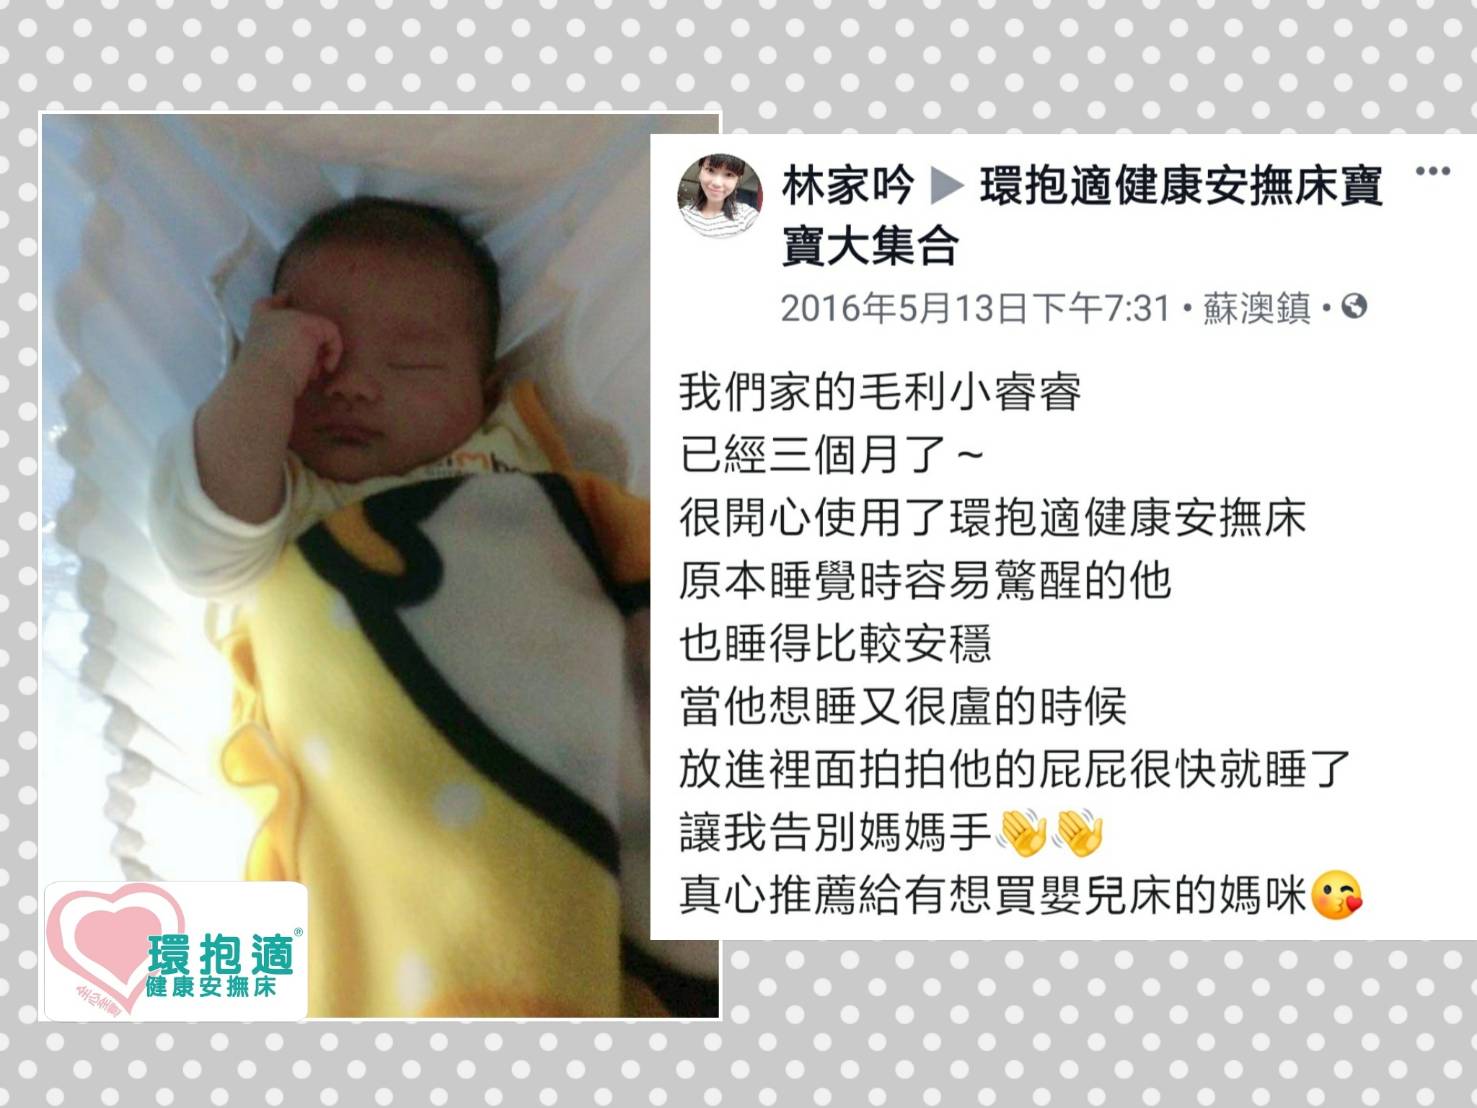 林家吟 ▶ 環抱適健康安撫床寶
寶大集合
2016年5月13日下午7:31 • 蘇澳鎮 •
我們家的毛利小睿睿
已經三個月了～
很開心使用了環抱適健康安撫床
原本睡覺時容易驚醒的他
也睡得比較安穩
當他想睡又很盧的時候
放進裡面拍拍他的屁屁很快就睡了
讓我告別媽媽手👋👋
真心推薦給有想買嬰兒床的媽咪😘
環抱適®
健康安撫床